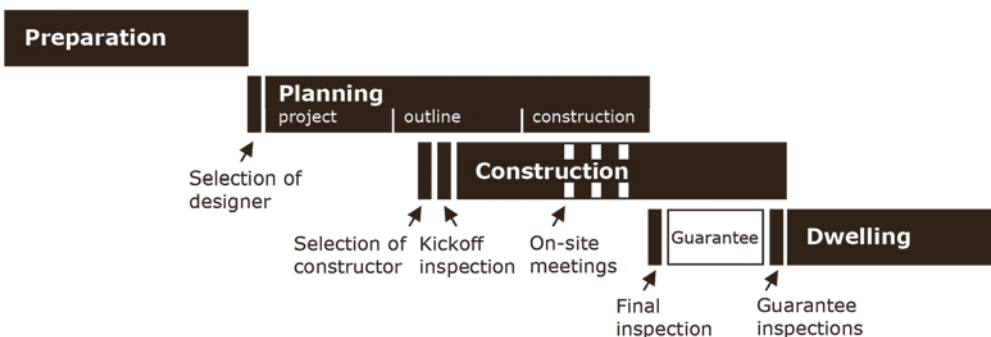 Preparation
Planning
project outline construction
Selection of
designer
Construction
Selection of
constructor
Kickoff
inspection
On-site
meetings
Guarantee
Dwelling
Final
inspection
Guarantee
inspections